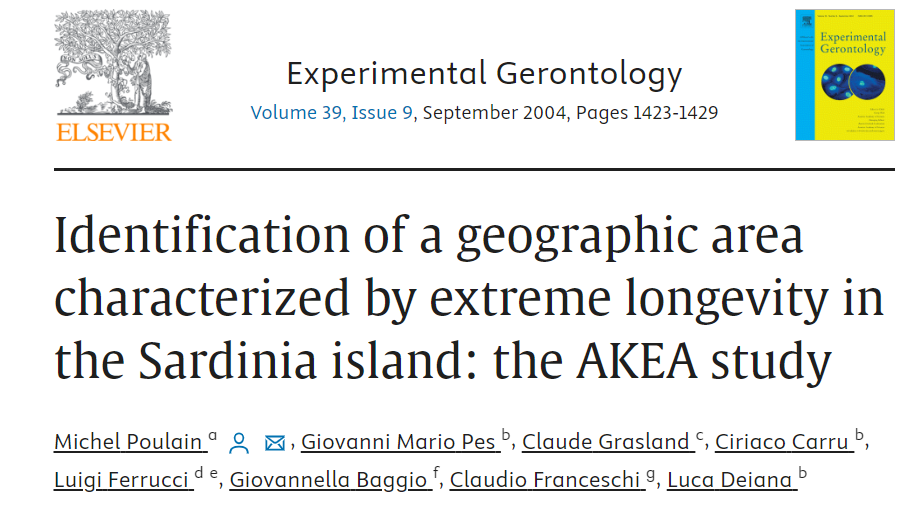 ELSEVIER
Experimental Gerontology
Volume 39, Issue 9, September 2004, Pages 1423-1429
Experimental
Gerontology
Identification of a geographic area
characterized by extreme longevity in
the Sardinia island: the AKEA study
Michel Poulain a, Giovanni Mario Pes b, Claude Grasland c, Ciriaco Carru b,
Luigi Ferrucci d e, Giovannella Baggio f, Claudio Franceschi g, Luca Deiana b